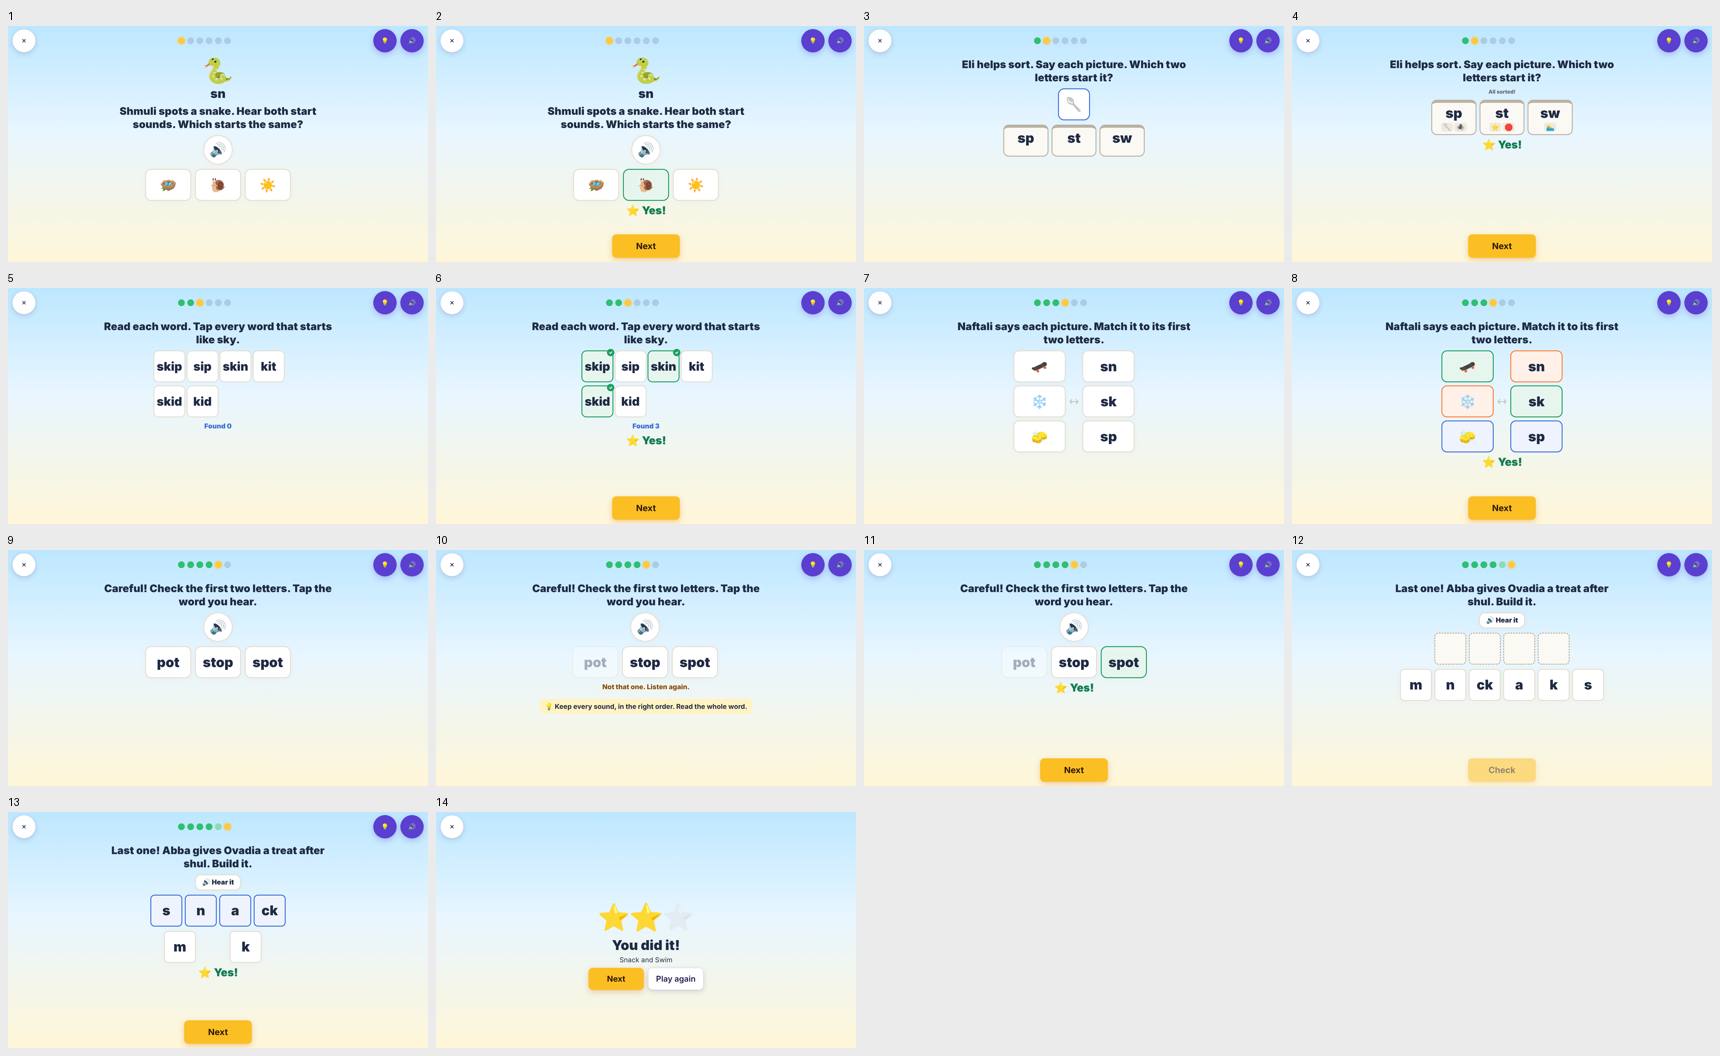 1
sn
Shmuli spots a snake. Hear both start
sounds. Which starts the same?
2
sn
Shmuli spots a snake. Hear both start
sounds. Which starts the same?
Yes!
Next
3
Eli helps sort. Say each picture. Which two
letters start it?
sp st sw
4
Eli helps sort. Say each picture. Which two
letters start it?
All sorted!
sp st sw
Yes!
Next
5
Read each word. Tap every word that starts
like sky.
skip sip skin kit
skid kid
Found 0
6
Read each word. Tap every word that starts
like sky.
skip sip skin kit
skid kid
Found 3
Yes!
Next
7
Naftali says each picture. Match it to its first
two letters.
sn
sk
sp
8
Naftali says each picture. Match it to its first
two letters.
sn
sk
sp
Yes!
Next
9
Careful! Check the first two letters. Tap the
word you hear.
pot stop spot
10
Careful! Check the first two letters. Tap the
word you hear.
pot stop spot
Not that one. Listen again.
Keep every sound, in the right order. Read the whole word.
11
Careful! Check the first two letters. Tap the
word you hear.
pot stop spot
Yes!
Next
12
Last one! Abba gives Ovadia a treat after
shul. Build it.
Hear it
m n ck a k s
Check
13
Last one! Abba gives Ovadia a treat after
shul. Build it.
Hear it
s n a ck
m k
Yes!
Next
14
You did it!
Snack and Swim
Next Play again